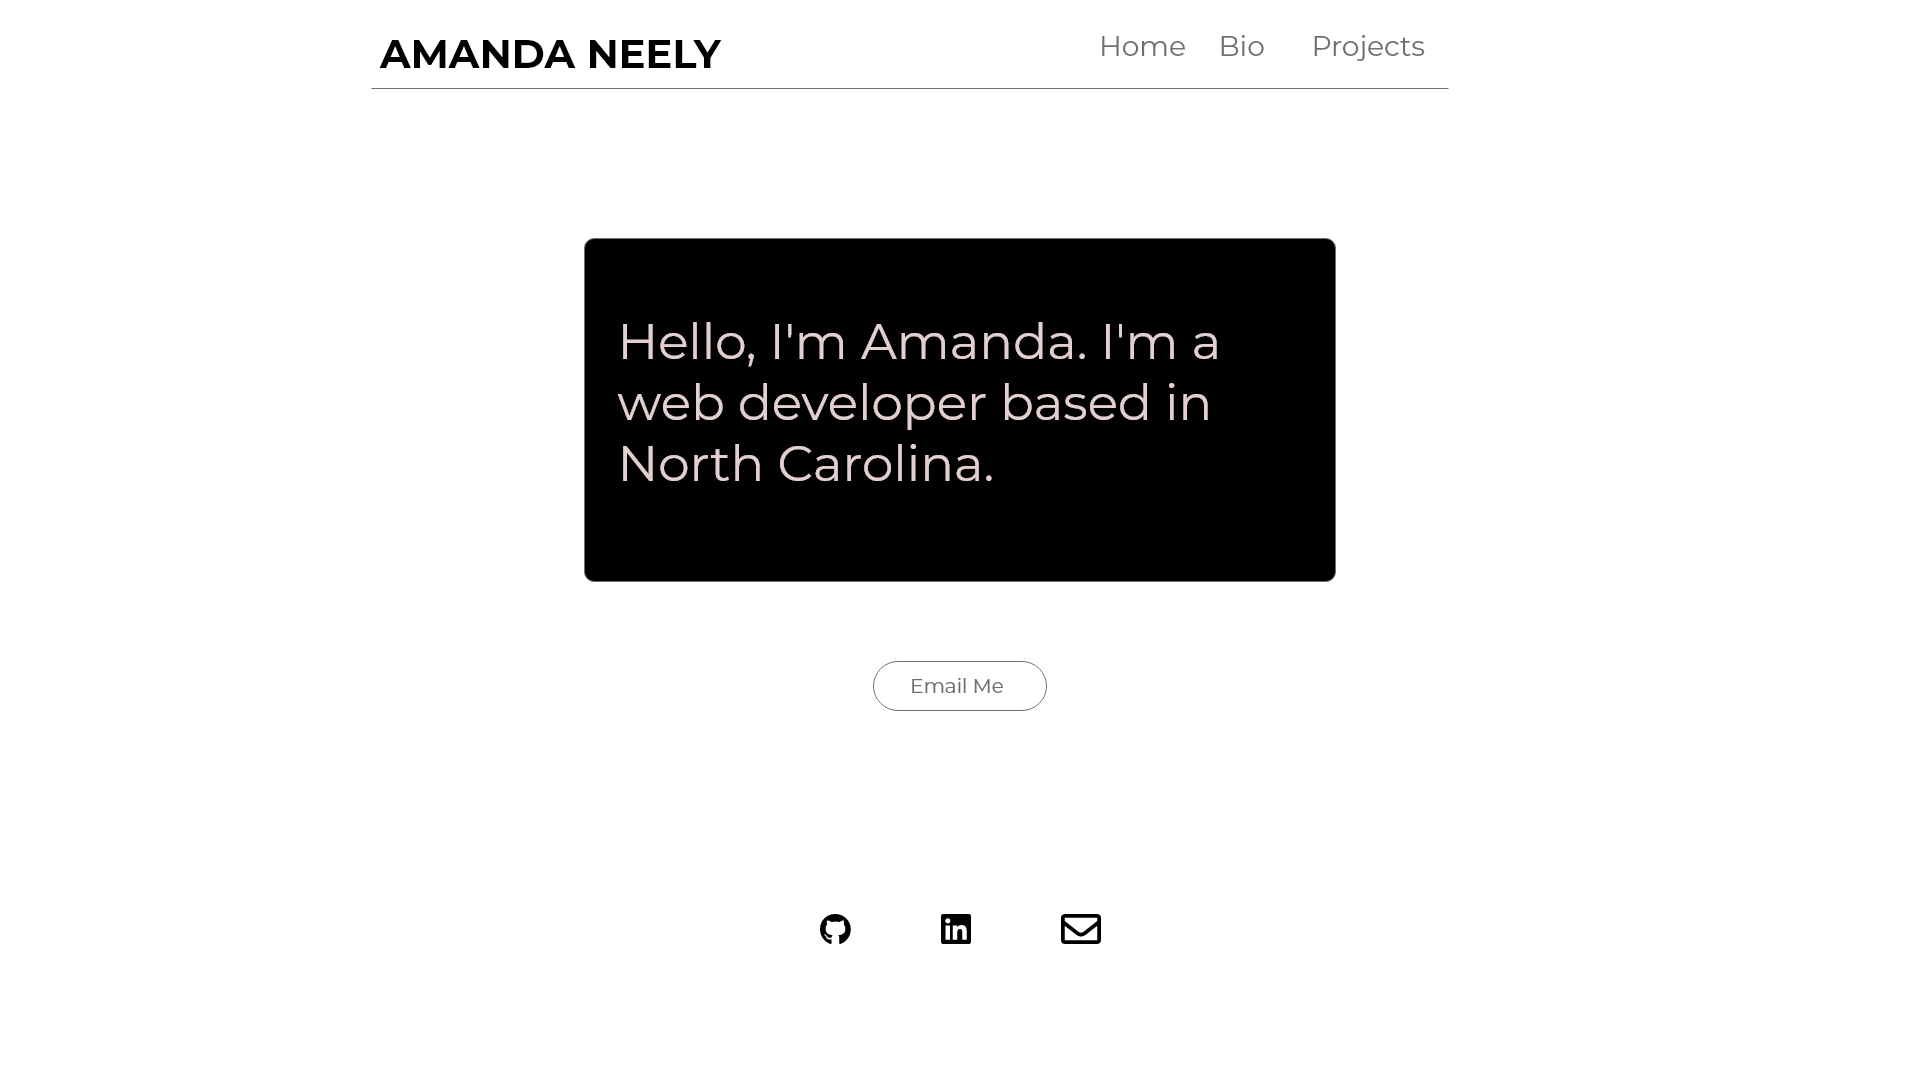 AMANDA NEELY
Home Bio Projects
Hello, I'm Amanda. I'm a
web developer based in
North Carolina.
Email Me